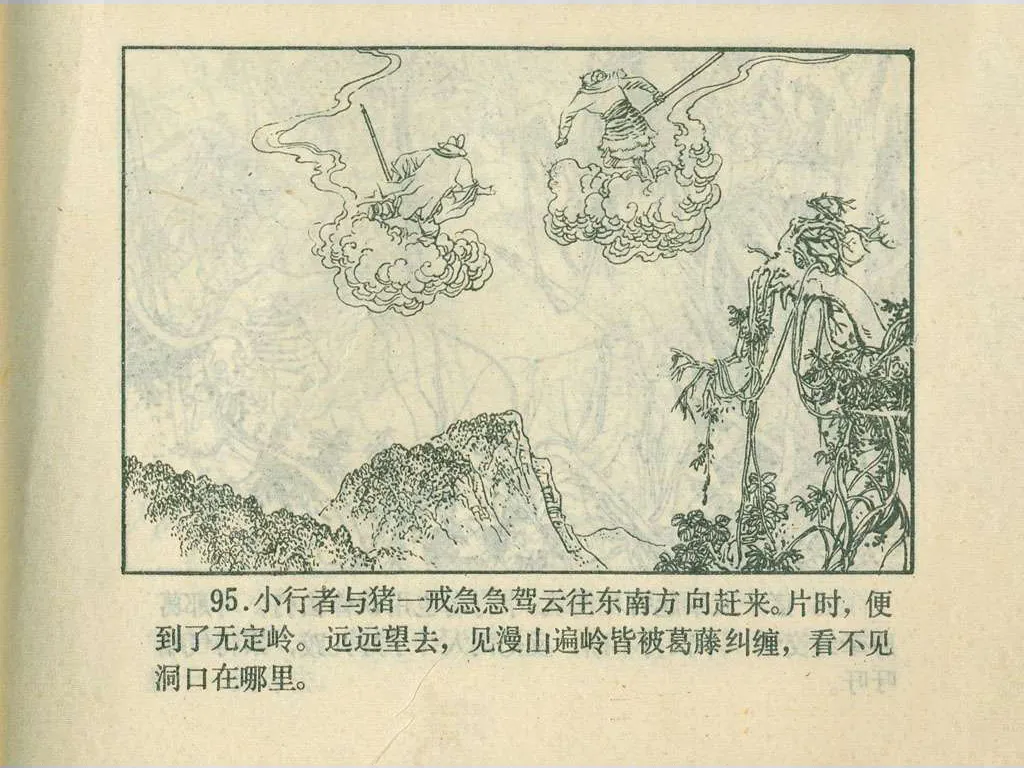 95.小行者与猪一戒急急驾云往东南方向赶来。片时，便
到了无定岭。远远望去，见漫山遍岭皆被葛藤纠缠，看不见
洞口在哪里。